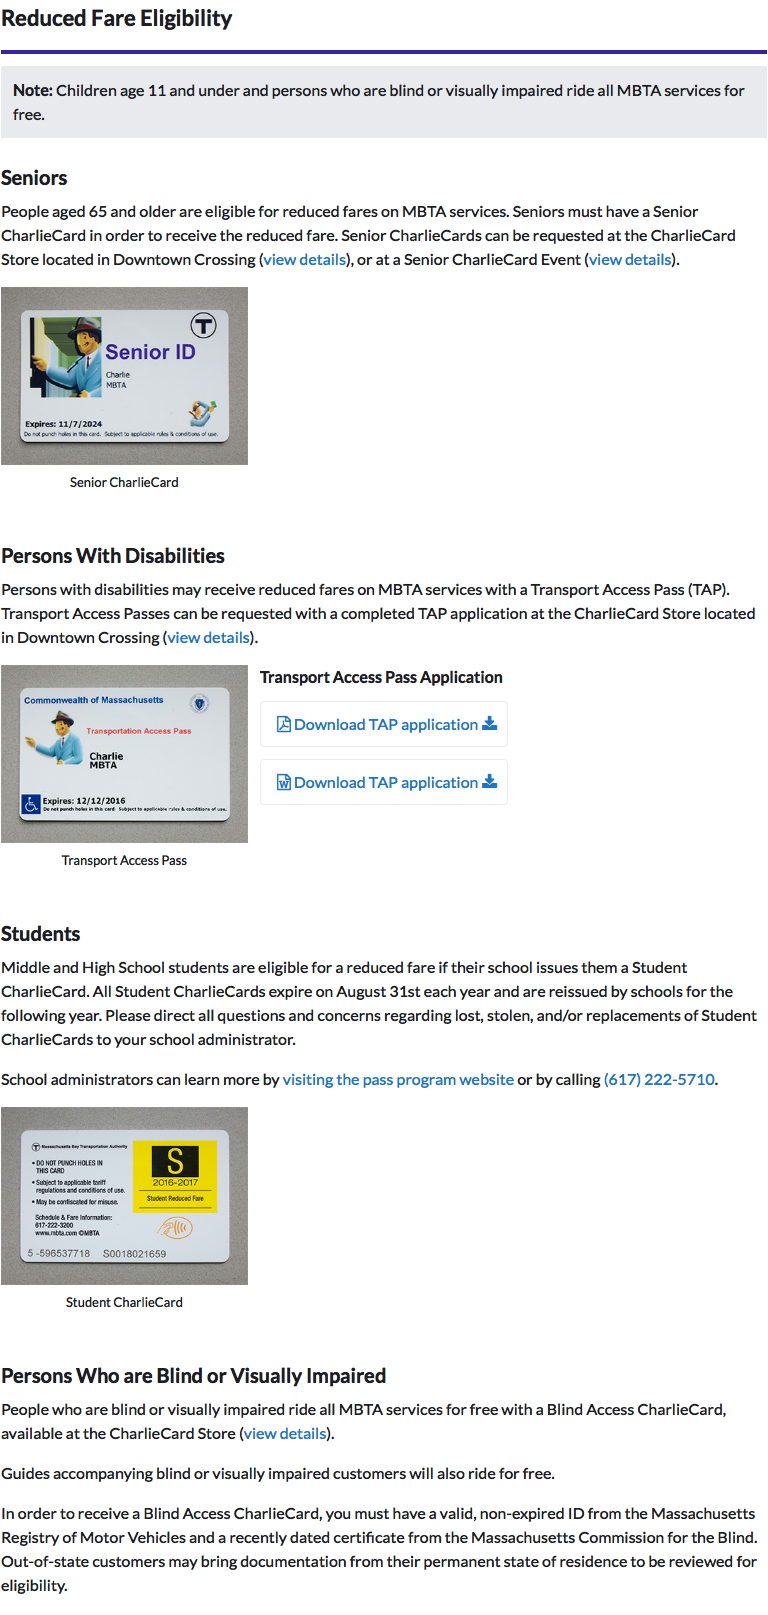 Reduced Fare Eligibility
Note: Children age 11 and under and persons who are blind or visually impaired ride all MBTA services for
free.
Seniors
People aged 65 and older are eligible for reduced fares on MBTA services. Seniors must have a Senior
CharlieCard in order to receive the reduced fare. Senior CharlieCards can be requested at the CharlieCard
Store located in Downtown Crossing (view details), or at a Senior CharlieCard Event (view details).
T
Senior ID
Charlie
MBTA
Expires: 11/7/2024
Do not punch holes in this card. Subject to applicable rules & conditions of use.
Senior CharlieCard
Persons With Disabilities
Persons with disabilities may receive reduced fares on MBTA services with a Transport Access Pass (TAP).
Transport Access Passes can be requested with a completed TAP application at the CharlieCard Store located
in Downtown Crossing (view details).
Commonwealth of Massachusetts
Transportation Access Pass
Charlie
MBTA
Expires: 12/12/2016
Do not punch holes in this card. Subject to applicable rules & conditions of use.
Transport Access Pass
Transport Access Pass Application
Download TAP application
W Download TAP application
Students
Middle and High School students are eligible for a reduced fare if their school issues them a Student
CharlieCard. All Student CharlieCards expire on August 31st each year and are reissued by schools for the
following year. Please direct all questions and concerns regarding lost, stolen, and/or replacements of Student
CharlieCards to your school administrator.
School administrators can learn more by visiting the pass program website or by calling (617) 222-5710.
T Massachusetts Bay Transportation Authority
• DO NOT PUNCH HOLES IN
THIS CARD
• Subject to applicable tariff
regulations and conditions of use.
• May be confiscated for misuse.
Schedule & Fare Information:
617-222-3200
www.mbta.com ©MBTA
S
2016-2017
Student Reduced Fare
5 -596537718 S0018021659
Student CharlieCard
Persons Who are Blind or Visually Impaired
People who are blind or visually impaired ride all MBTA services for free with a Blind Access CharlieCard,
available at the CharlieCard Store (view details).
Guides accompanying blind or visually impaired customers will also ride for free.
In order to receive a Blind Access CharlieCard, you must have a valid, non-expired ID from the Massachusetts
Registry of Motor Vehicles and a recently dated certificate from the Massachusetts Commission for the Blind.
Out-of-state customers may bring documentation from their permanent state of residence to be reviewed for
eligibility.